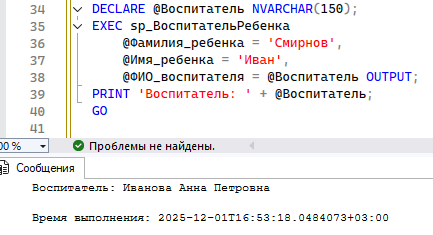 34 DECLARE @Воспитатель NVARCHAR(150);
35 EXEC sp_ВоспитательРебенка
36 @Фамилия_ребенка = 'Смирнов',
37 @Имя_ребенка = 'Иван',
38 @ФИО_воспитателя = @Воспитатель OUTPUT;
39 PRINT 'Воспитатель: ' + @Воспитатель;
40 GO
41
00 % Проблемы не найдены.
Сообщения
Воспитатель: Иванова Анна Петровна
Время выполнения: 2025-12-01T16:53:18.0484073+03:00